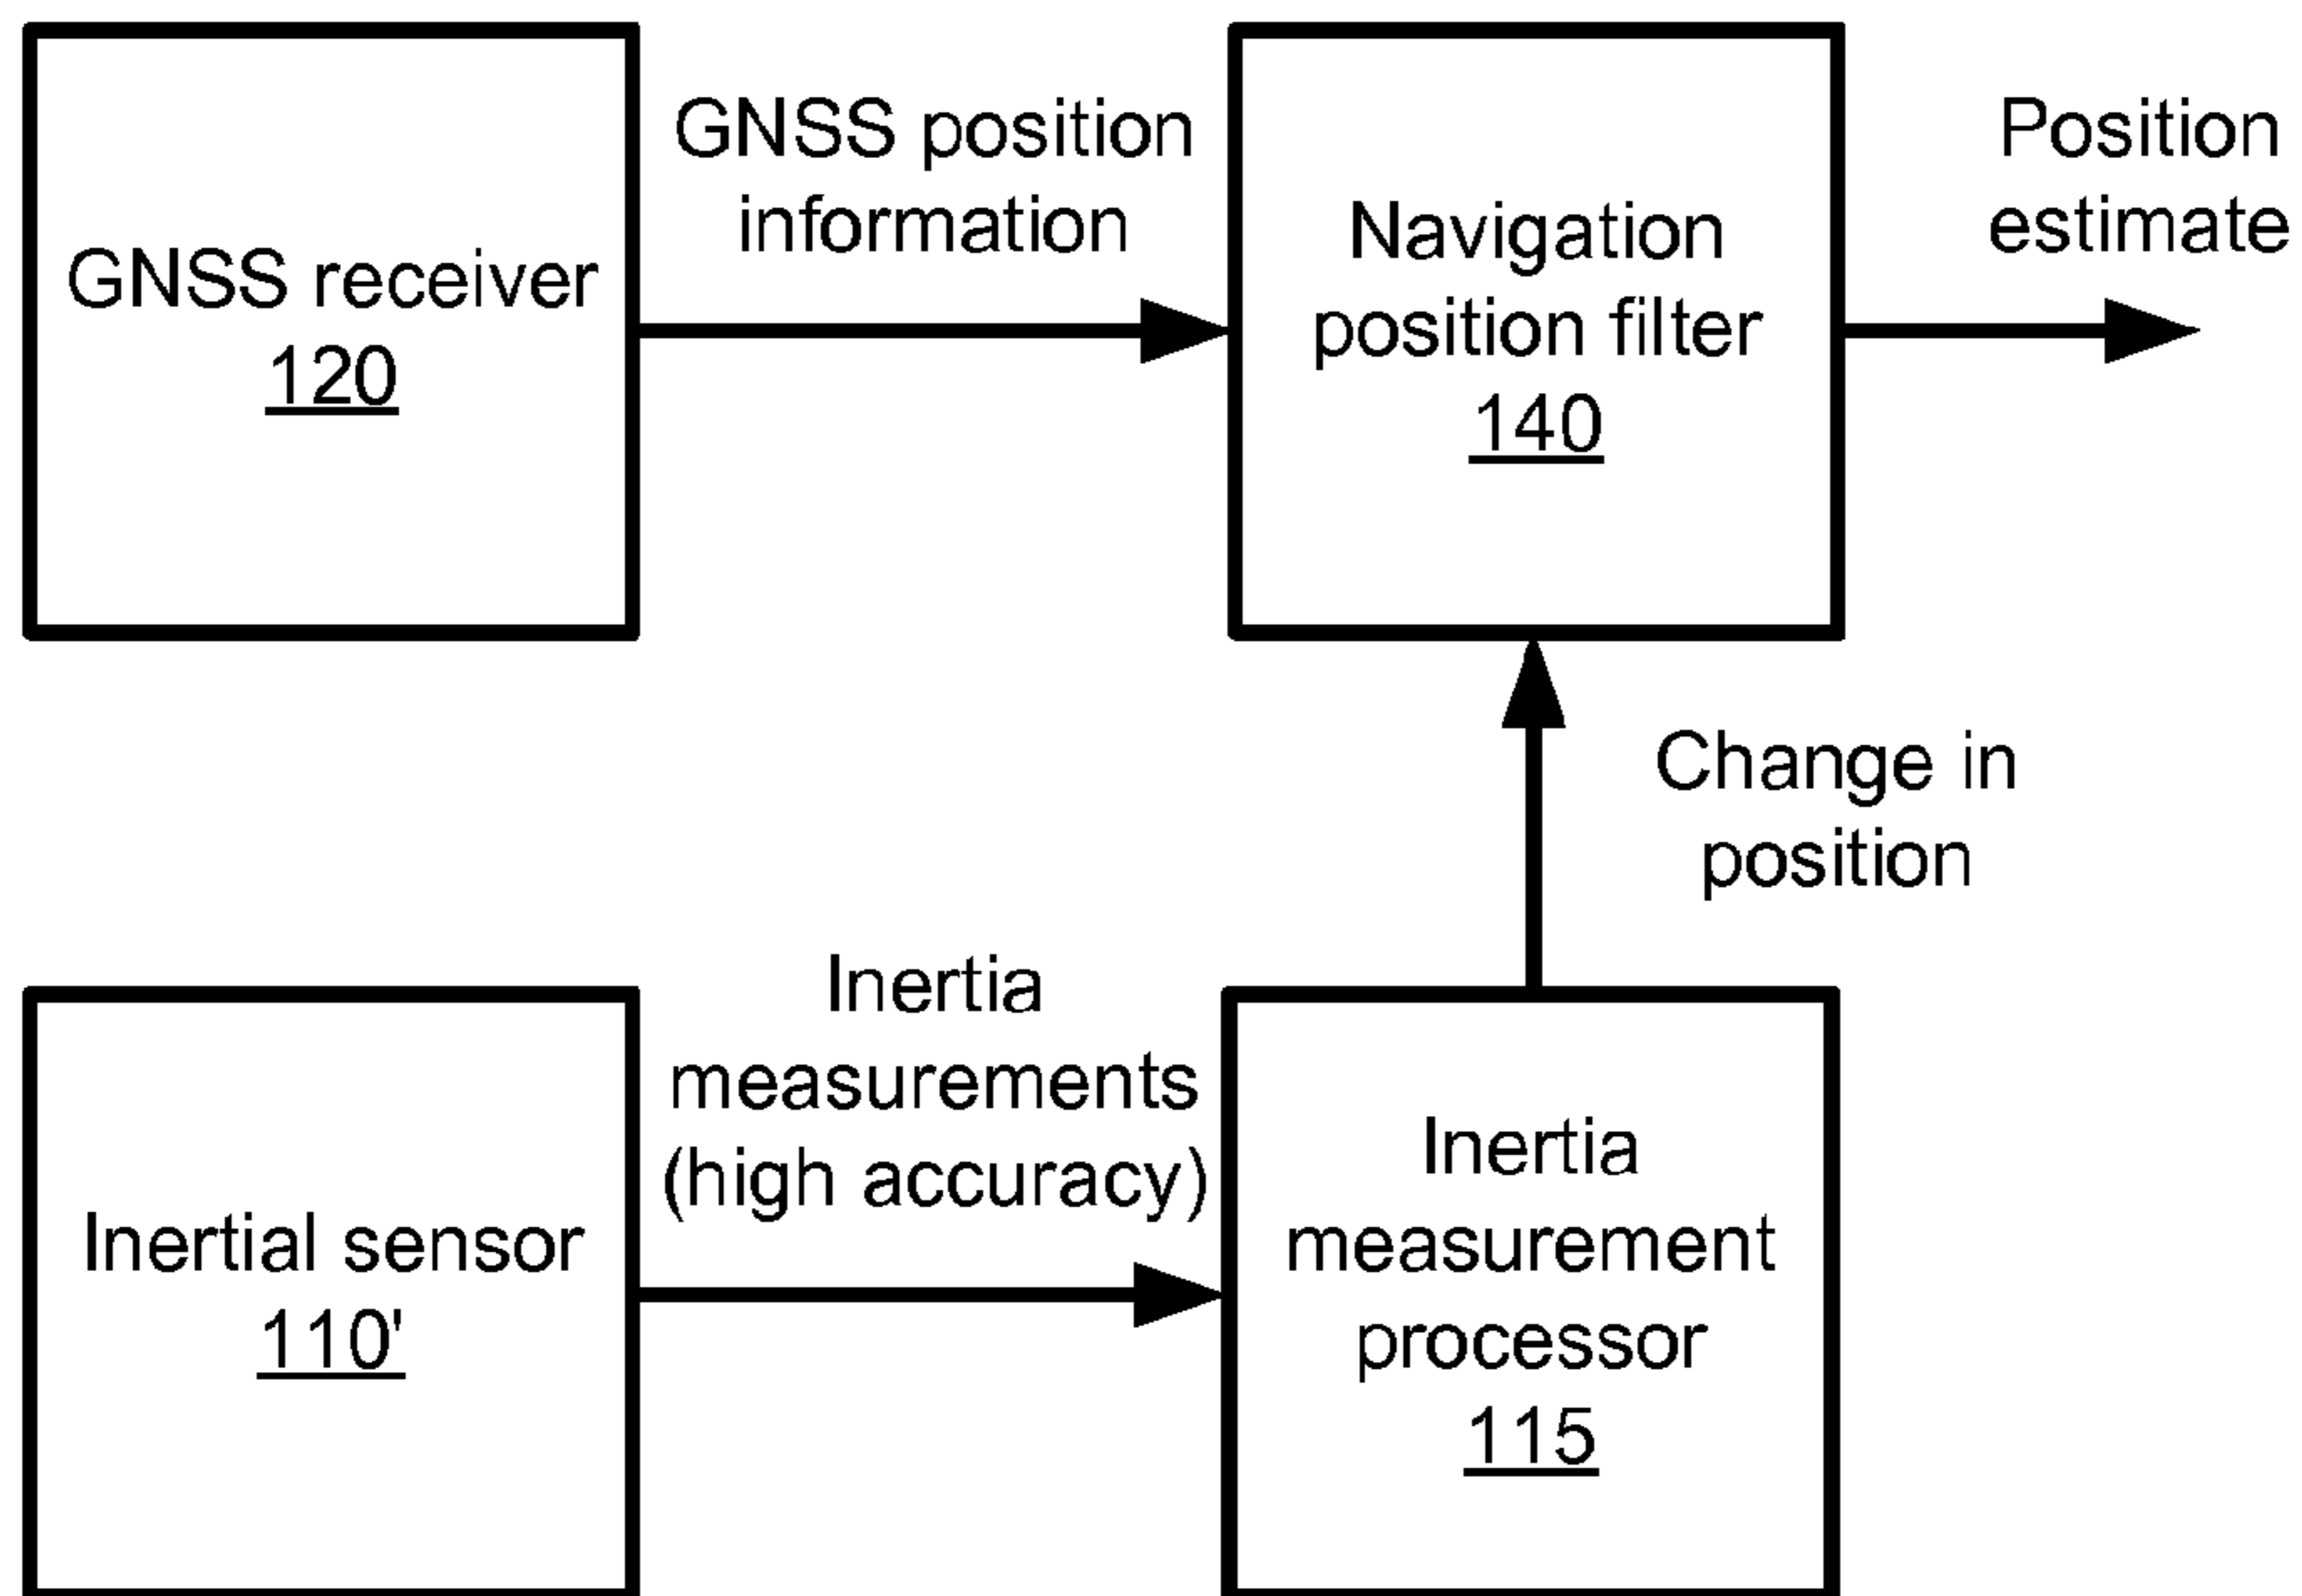 GNSS receiver
120
GNSS position
information
Navigation
position filter
140
Position
estimate
Change in
position
Inertial sensor
110'
Inertia
measurements
(high accuracy)
Inertia
measurement
processor
115